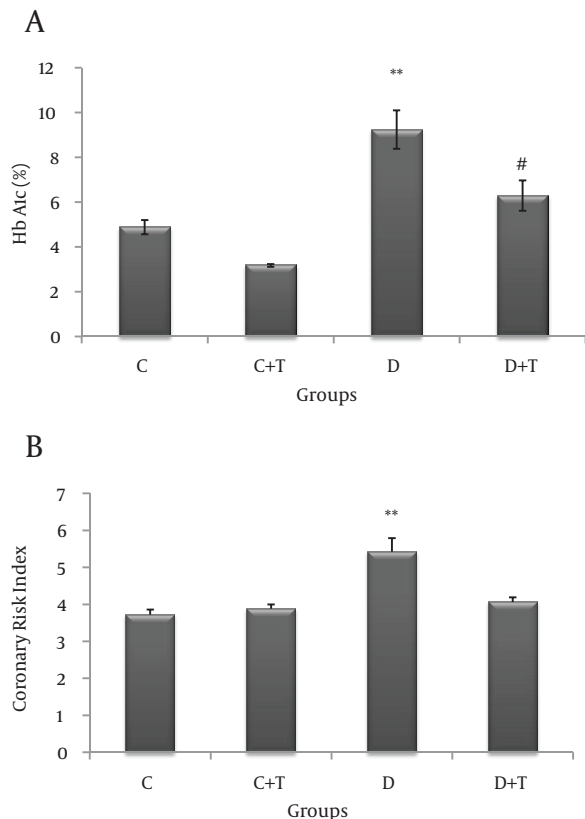 A
12
**
10
8
#
6
4
2
0
Hb A1c (%)
C C+T D D+T
Groups
B
7
**
6
5
4
3
2
1
0
Coronary Risk Index
C C+T D D+T
Groups